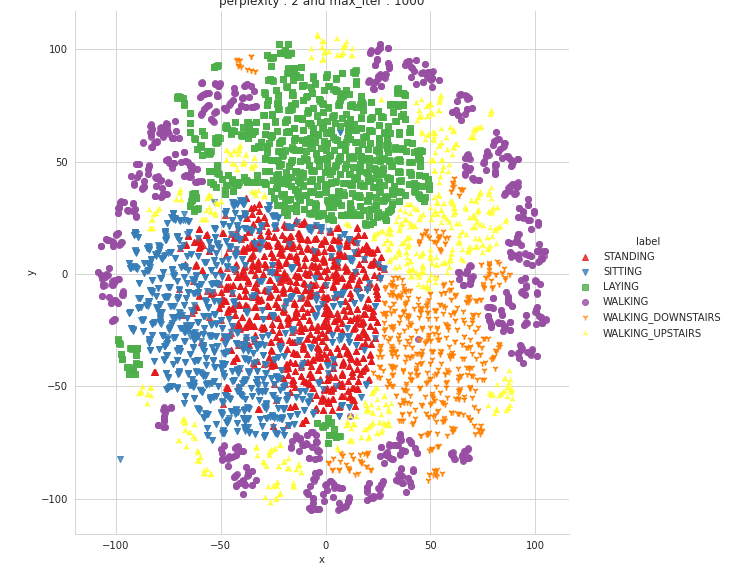 perplexity : 2 and max_iter : 1000
100
50
0
−50
−100
y
−100
−50
0
50
100
x
label
STANDING
SITTING
LAYING
WALKING
WALKING_DOWNSTAIRS
WALKING_UPSTAIRS